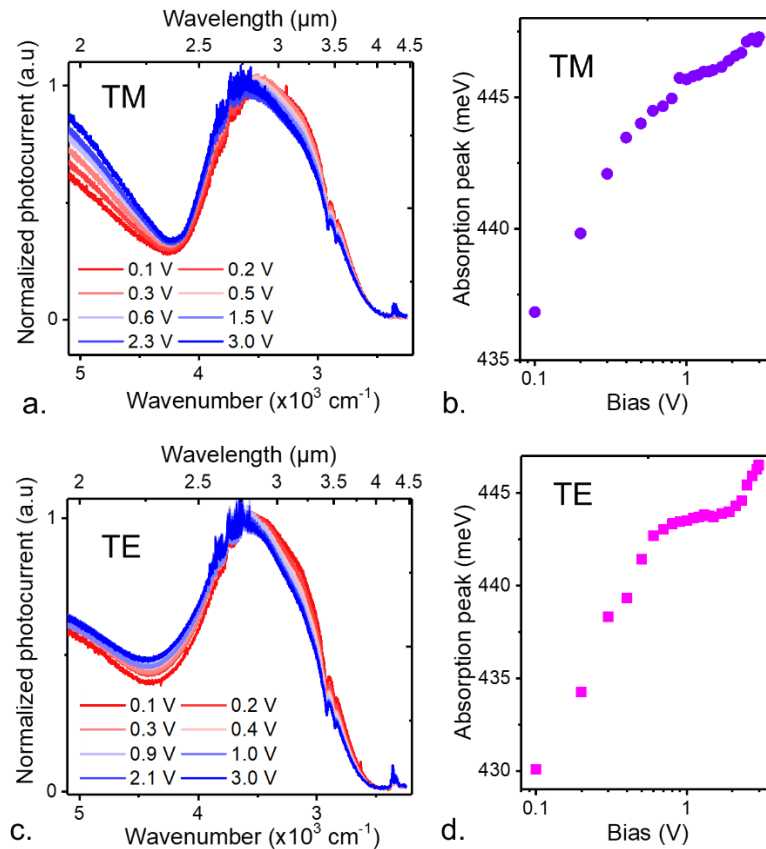 Wavelength (µm)
2 2.5 3 3.5 4 4.5
Normalized photocurrent (a.u)
1
0
TM
0.1 V 0.2 V
0.3 V 0.5 V
0.6 V 1.5 V
2.3 V 3.0 V
5 4 3
Wavenumber (x10³ cm⁻¹)
a.
Absorption peak (meV)
445
440
435
TM
0.1 1
Bias (V)
b.
Wavelength (µm)
2 2.5 3 3.5 4 4.5
Normalized photocurrent (a.u)
1
0
TE
0.1 V 0.2 V
0.3 V 0.4 V
0.9 V 1.0 V
2.1 V 3.0 V
5 4 3
Wavenumber (x10³ cm⁻¹)
c.
Absorption peak (meV)
445
440
435
430
TE
0.1 1
Bias (V)
d.